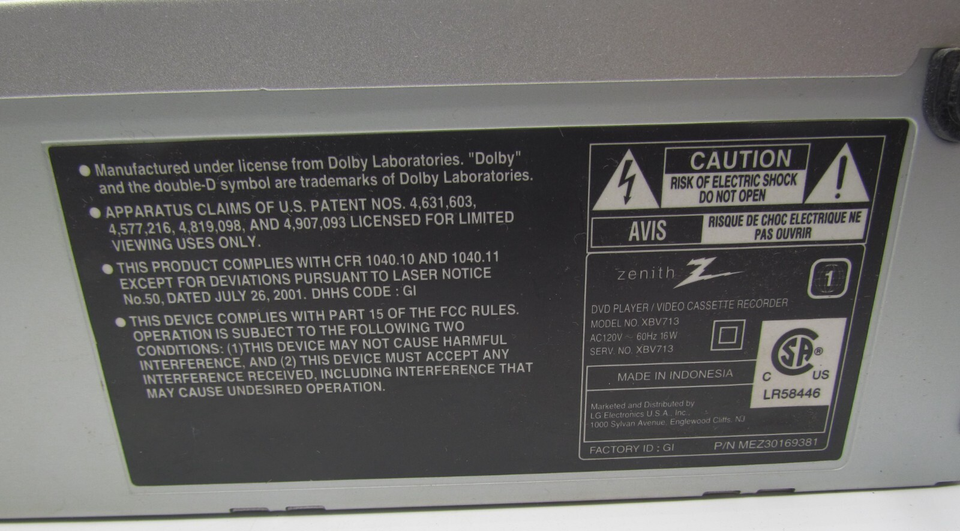 ● Manufactured under license from Dolby Laboratories. "Dolby"
and the double-D symbol are trademarks of Dolby Laboratories.
● APPARATUS CLAIMS OF U.S. PATENT NOS. 4,631,603,
4,577,216, 4,819,098, AND 4,907,093 LICENSED FOR LIMITED
VIEWING USES ONLY.
● THIS PRODUCT COMPLIES WITH CFR 1040.10 AND 1040.11
EXCEPT FOR DEVIATIONS PURSUANT TO LASER NOTICE
No.50, DATED JULY 26, 2001. DHHS CODE : GI
● THIS DEVICE COMPLIES WITH PART 15 OF THE FCC RULES.
OPERATION IS SUBJECT TO THE FOLLOWING TWO
CONDITIONS: (1)THIS DEVICE MAY NOT CAUSE HARMFUL
INTERFERENCE, AND (2) THIS DEVICE MUST ACCEPT ANY
INTERFERENCE RECEIVED, INCLUDING INTERFERENCE THAT
MAY CAUSE UNDESIRED OPERATION.
CAUTION
RISK OF ELECTRIC SHOCK
DO NOT OPEN
AVIS
RISQUE DE CHOC ELECTRIQUE NE
PAS OUVRIR
zenith
1
DVD PLAYER / VIDEO CASSETTE RECORDER
MODEL NO. XBV713
AC120V ~ 60Hz 16W
SERV. NO. XBV713
MADE IN INDONESIA
SA ®
C US
LR58446
Marketed and Distributed by
LG Electronics U.S.A., Inc.,
1000 Sylvan Avenue, Englewood Cliffs, NJ
FACTORY ID : GI P/N MEZ30169381